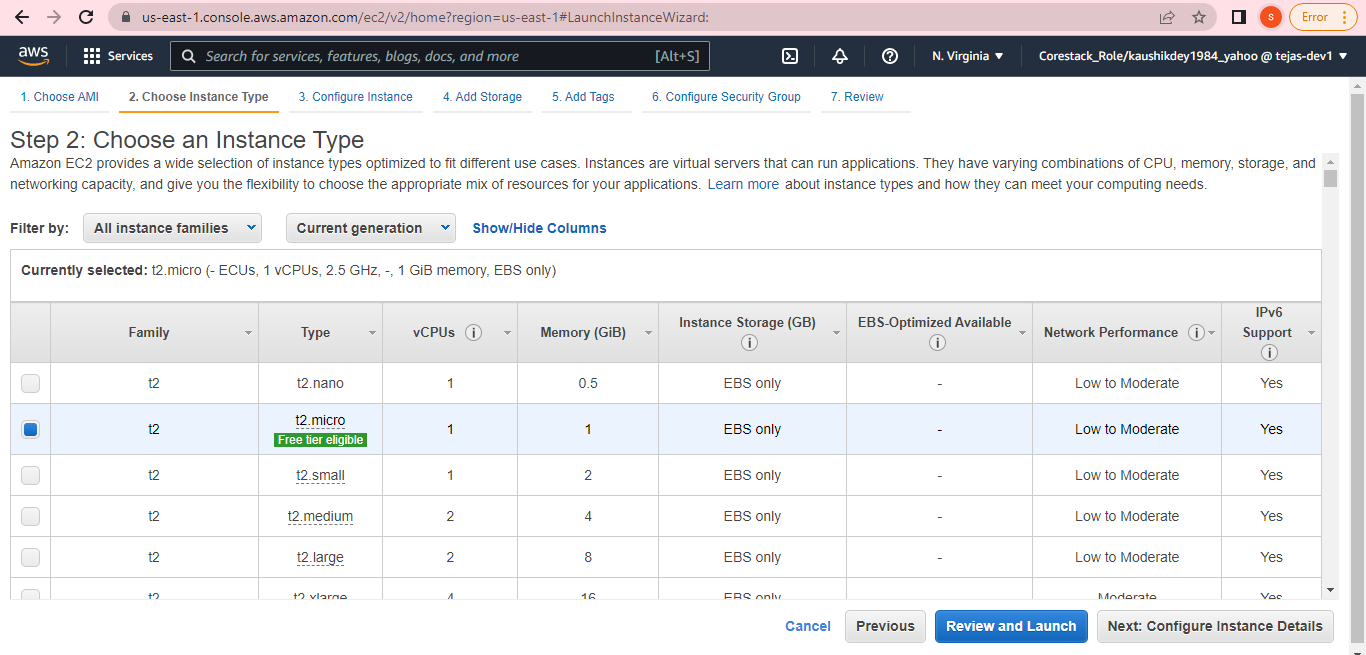 us-east-1.console.aws.amazon.com/ec2/v2/home?region=us-east-1#LaunchInstanceWizard:
S
Error
aws
Services
Search for services, features, blogs, docs, and more
[Alt+S]
N. Virginia
Corestack_Role/kaushikdey1984_yahoo @ tejas-dev1
1. Choose AMI
2. Choose Instance Type
3. Configure Instance
4. Add Storage
5. Add Tags
6. Configure Security Group
7. Review
Step 2: Choose an Instance Type
Amazon EC2 provides a wide selection of instance types optimized to fit different use cases. Instances are virtual servers that can run applications. They have varying combinations of CPU, memory, storage, and
networking capacity, and give you the flexibility to choose the appropriate mix of resources for your applications. Learn more about instance types and how they can meet your computing needs.
Filter by: All instance families Current generation Show/Hide Columns
Currently selected: t2.micro (- ECUs, 1 vCPUs, 2.5 GHz, -, 1 GiB memory, EBS only)
Family Type vCPUs i Memory (GiB) Instance Storage (GB) i EBS-Optimized Available i Network Performance i IPv6 Support i
t2 t2.nano 1 0.5 EBS only - Low to Moderate Yes
t2 t2.micro 1 1 EBS only - Low to Moderate Yes
Free tier eligible
t2 t2.small 1 2 EBS only - Low to Moderate Yes
t2 t2.medium 2 4 EBS only - Low to Moderate Yes
t2 t2.large 2 8 EBS only - Low to Moderate Yes
t2 t2.xlarge 4 16 EBS only Moderate Yes
Cancel Previous Review and Launch Next: Configure Instance Details